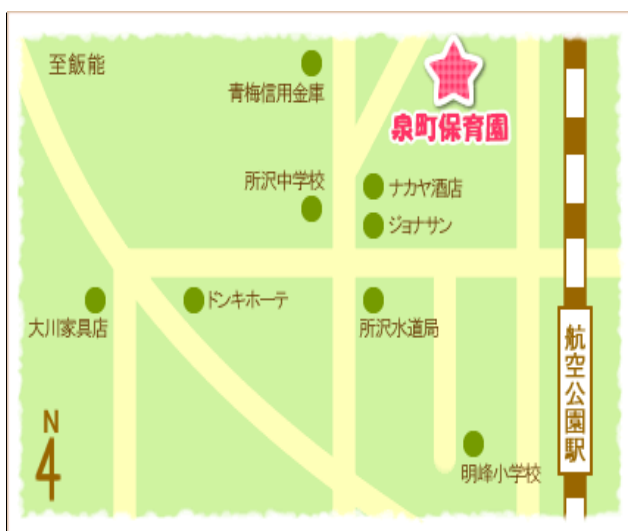 至飯能
青梅信用金庫
泉町保育園
所沢中学校
ナカヤ酒店
ジョナサン
大川家具店
ドンキホーテ
所沢水道局
航空公園駅
N
明峰小学校